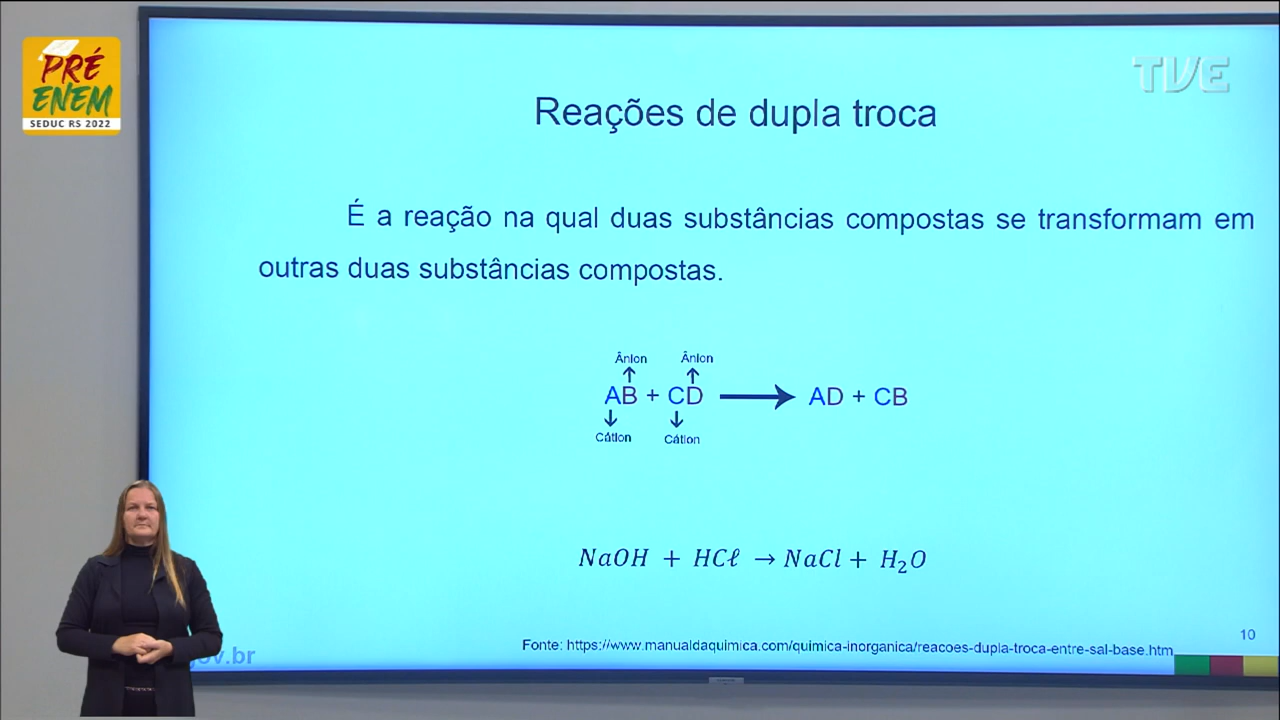 PRÉ
ENEM
SEDUC RS 2022
TVE
Reações de dupla troca
É a reação na qual duas substâncias compostas se transformam em
outras duas substâncias compostas.
Ânion Ânion
AB + CD AD + CB
Cátion Cátion
NaOH + HCℓ → NaCl + H₂O
10
Fonte: https://www.manualdaquimica.com/quimica-inorganica/reacoes-dupla-troca-entre-sal-base.htm
gov.br